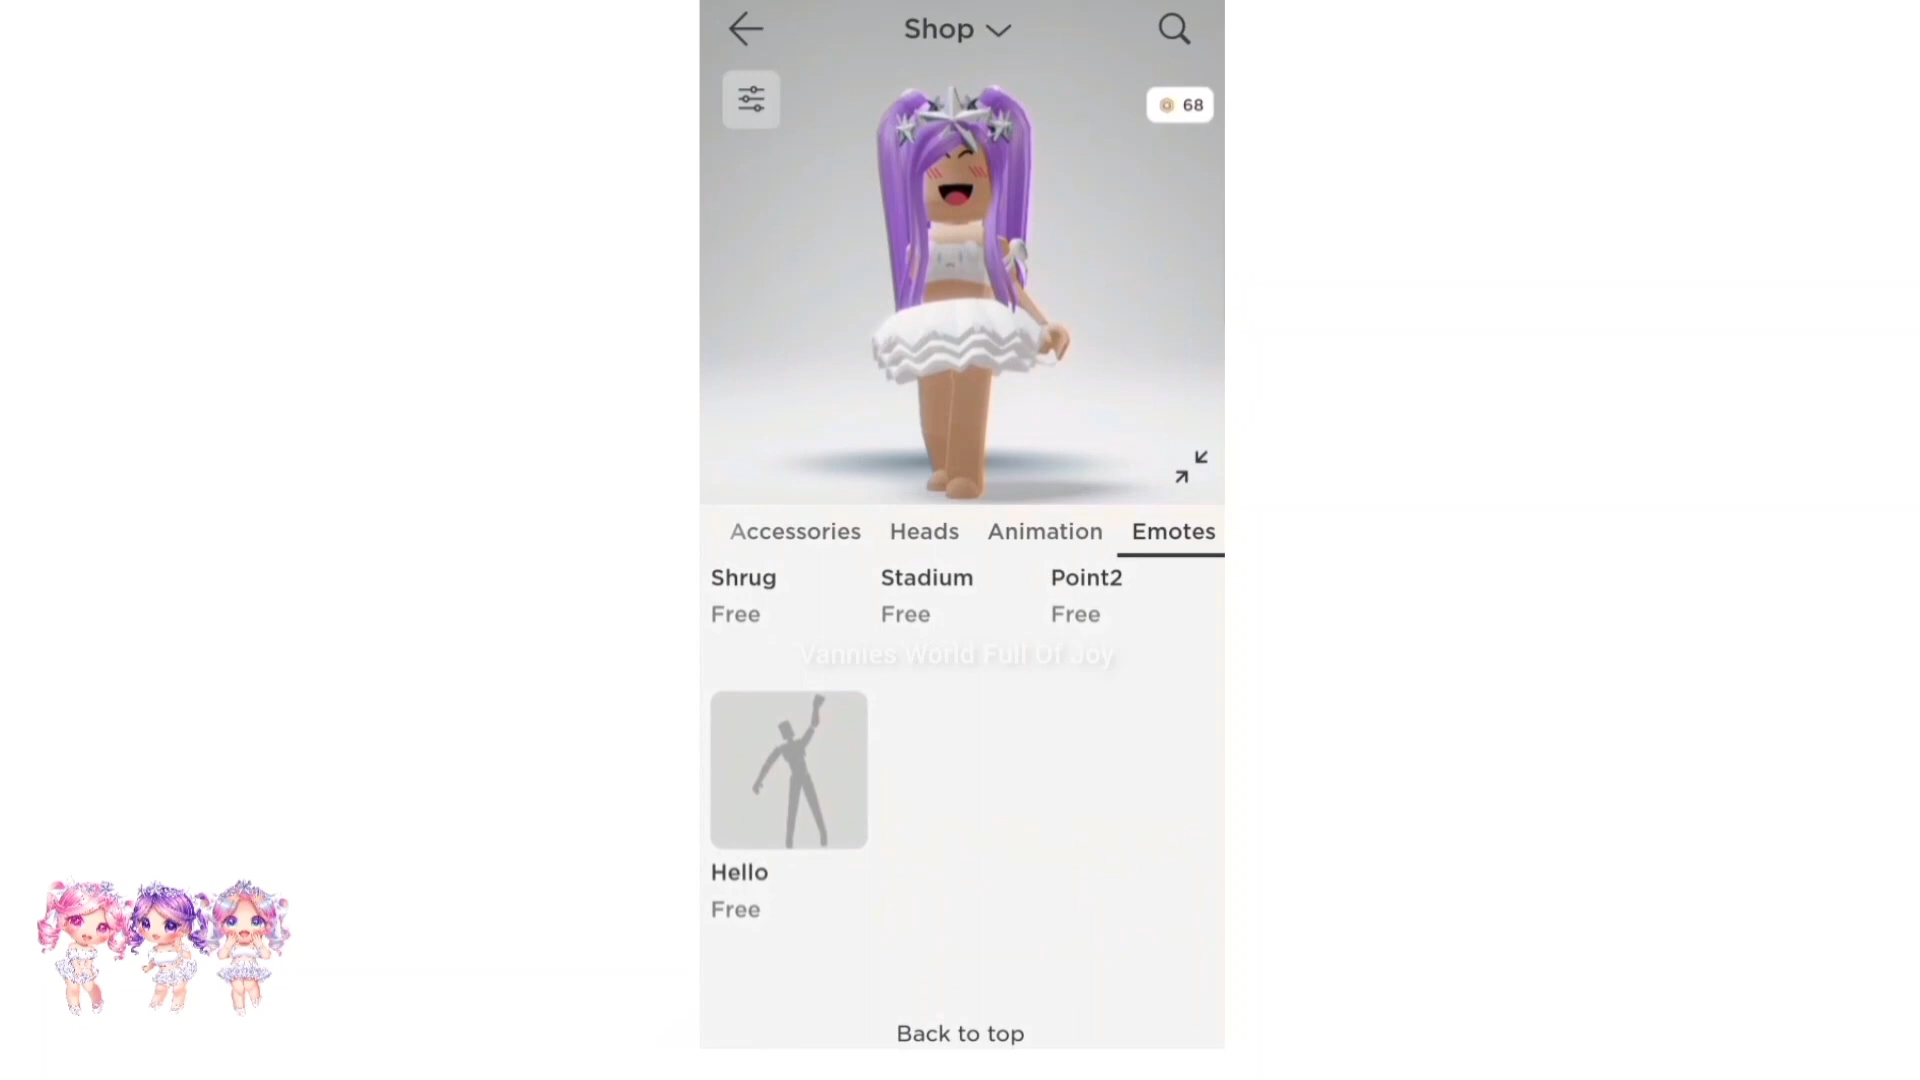 Shop
68
Accessories Heads Animation Emotes
Shrug Stadium Point2
Free Free Free
Vannies World Full Of Joy
Hello
Free
Back to top